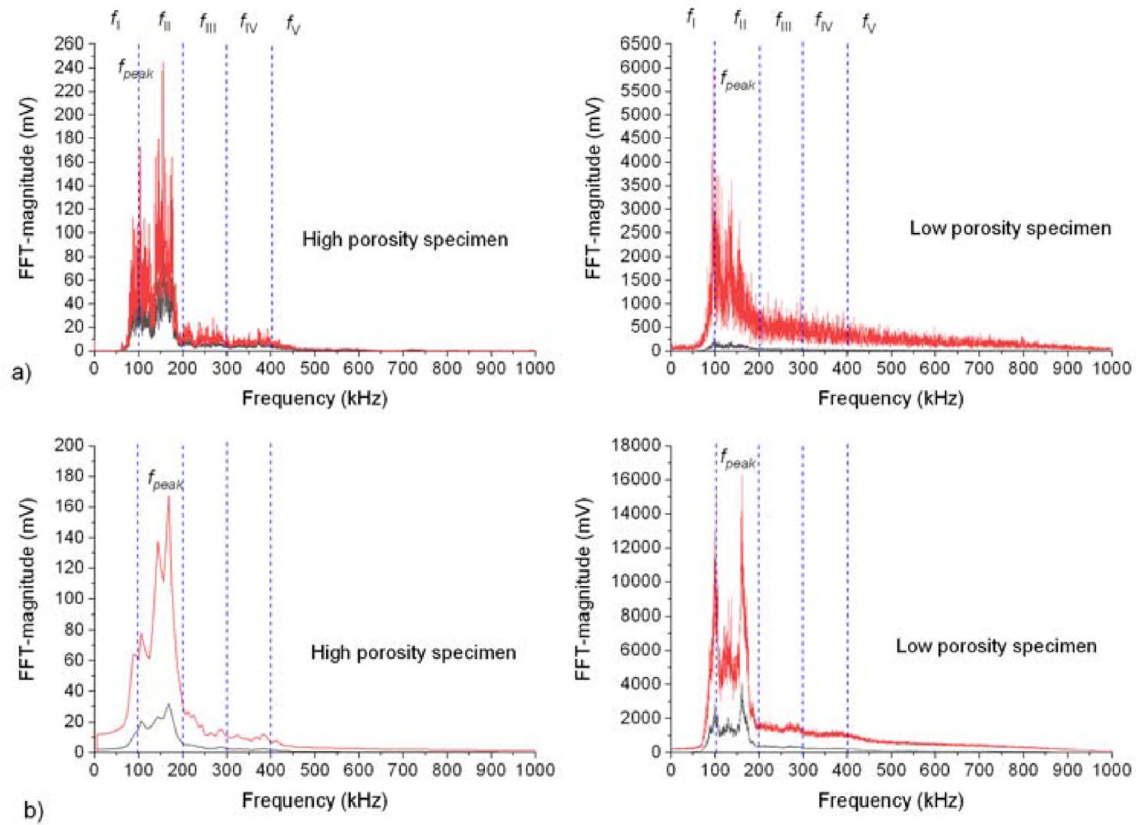 f_I f_II f_III f_IV f_V
260
240
220
200
180
160
140
120
100
80
60
40
20
0
FFT-magnitude (mV)
f_peak
High porosity specimen
0 100 200 300 400 500 600 700 800 900 1000
Frequency (kHz)
a)
f_I f_II f_III f_IV f_V
6500
6000
5500
5000
4500
4000
3500
3000
2500
2000
1500
1000
500
0
FFT-magnitude (mV)
f_peak
Low porosity specimen
0 100 200 300 400 500 600 700 800 900 1000
Frequency (kHz)
200
180
160
140
120
100
80
60
40
20
0
FFT-magnitude (mV)
f_peak
High porosity specimen
0 100 200 300 400 500 600 700 800 900 1000
Frequency (kHz)
b)
18000
16000
14000
12000
10000
8000
6000
4000
2000
0
FFT-magnitude (mV)
f_peak
Low porosity specimen
0 100 200 300 400 500 600 700 800 900 1000
Frequency (kHz)